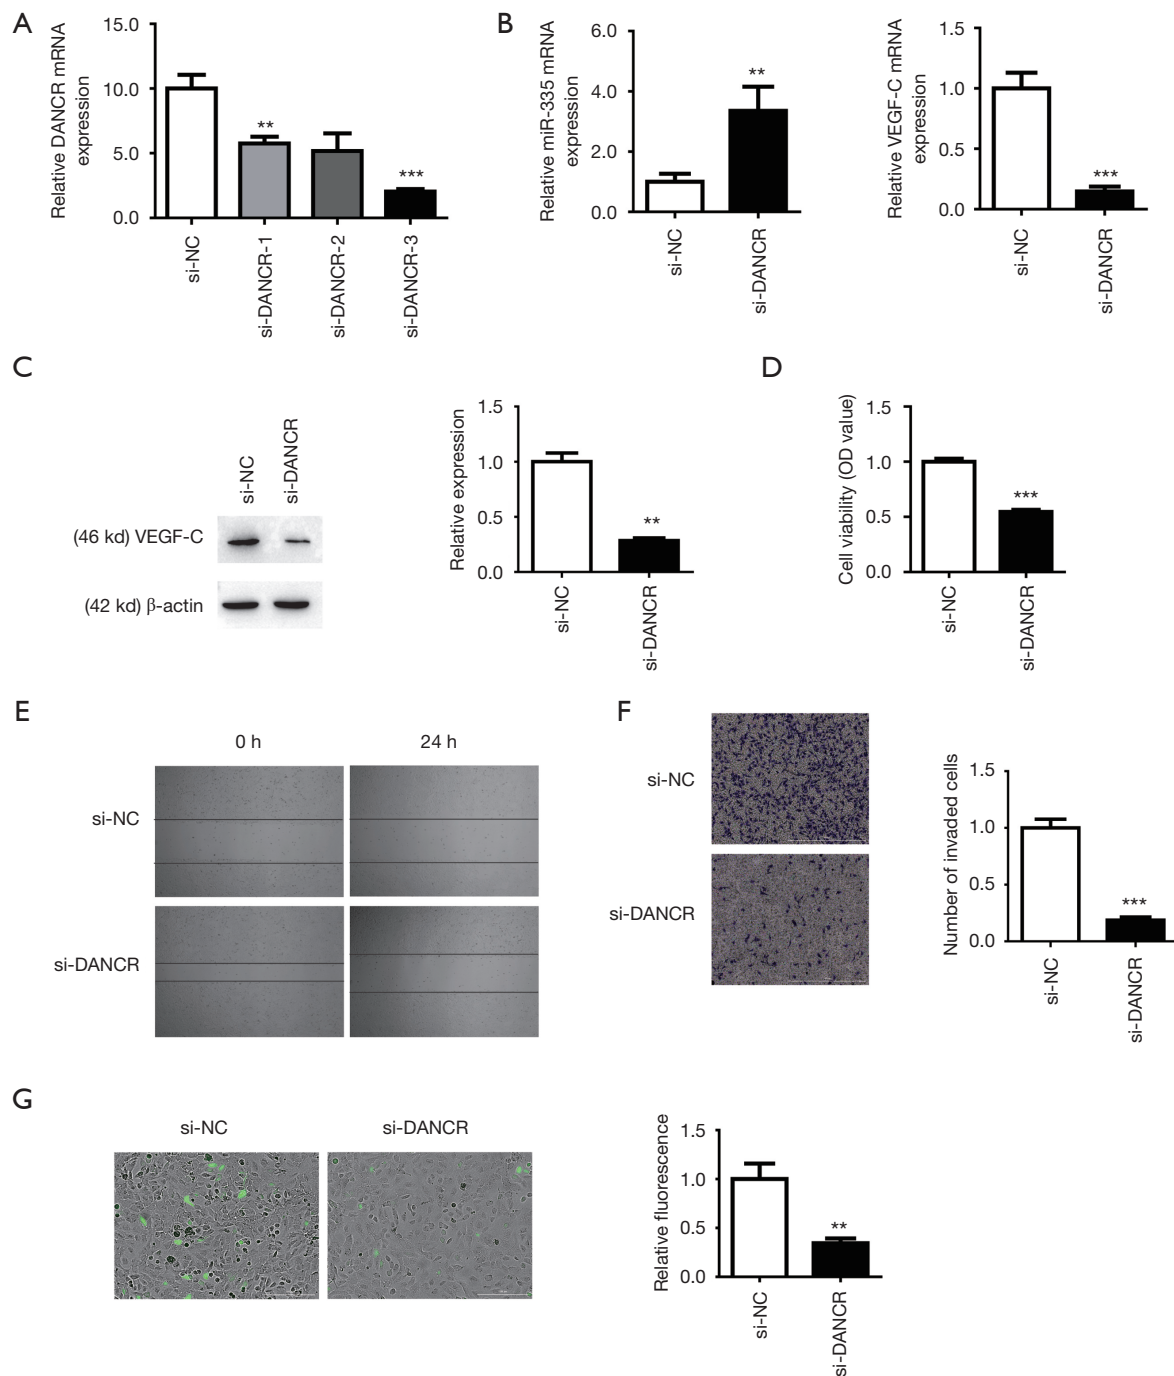 A
Relative DANCR mRNA
expression
15.0
10.0
5.0
0.0
**
***
si-NC
si-DANCR-1
si-DANCR-2
si-DANCR-3
B
Relative miR-335 mRNA
expression
6.0
4.0
2.0
0.0
**
si-NC
si-DANCR
Relative VEGF-C mRNA
expression
1.5
1.0
0.5
0.0
***
si-NC
si-DANCR
C
si-NC
si-DANCR
(46 kd) VEGF-C
(42 kd) β-actin
Relative expression
1.5
1.0
0.5
0.0
**
si-NC
si-DANCR
D
Cell viability (OD value)
1.5
1.0
0.5
0.0
***
si-NC
si-DANCR
E
0 h
24 h
si-NC
si-DANCR
F
si-NC
si-DANCR
Number of invaded cells
1.5
1.0
0.5
0.0
***
si-NC
si-DANCR
G
si-NC
si-DANCR
Relative fluorescence
1.5
1.0
0.5
0.0
**
si-NC
si-DANCR